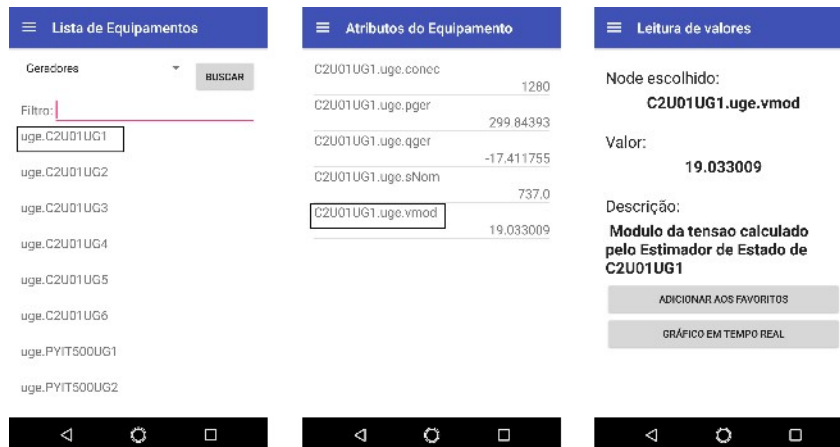 Lista de Equipamentos
Geradores
BUSCAR
Filtro:
uge.C2U01UG1
uge.C2U01UG2
uge.C2U01UG3
uge.C2U01UG4
uge.C2U01UG5
uge.C2U01UG6
uge.PYIT500UG1
uge.PYIT500UG2
Atributos do Equipamento
C2U01UG1.uge.conec
1280
C2U01UG1.uge.pger
299.84393
C2U01UG1.uge.qger
-17.411755
C2U01UG1.uge.sNom
737.0
C2U01UG1.uge.vmod
19.033009
Leitura de valores
Node escolhido:
C2U01UG1.uge.vmod
Valor:
19.033009
Descrição:
Modulo da tensao calculado
pelo Estimador de Estado de
C2U01UG1
ADICIONAR AOS FAVORITOS
GRÁFICO EM TEMPO REAL